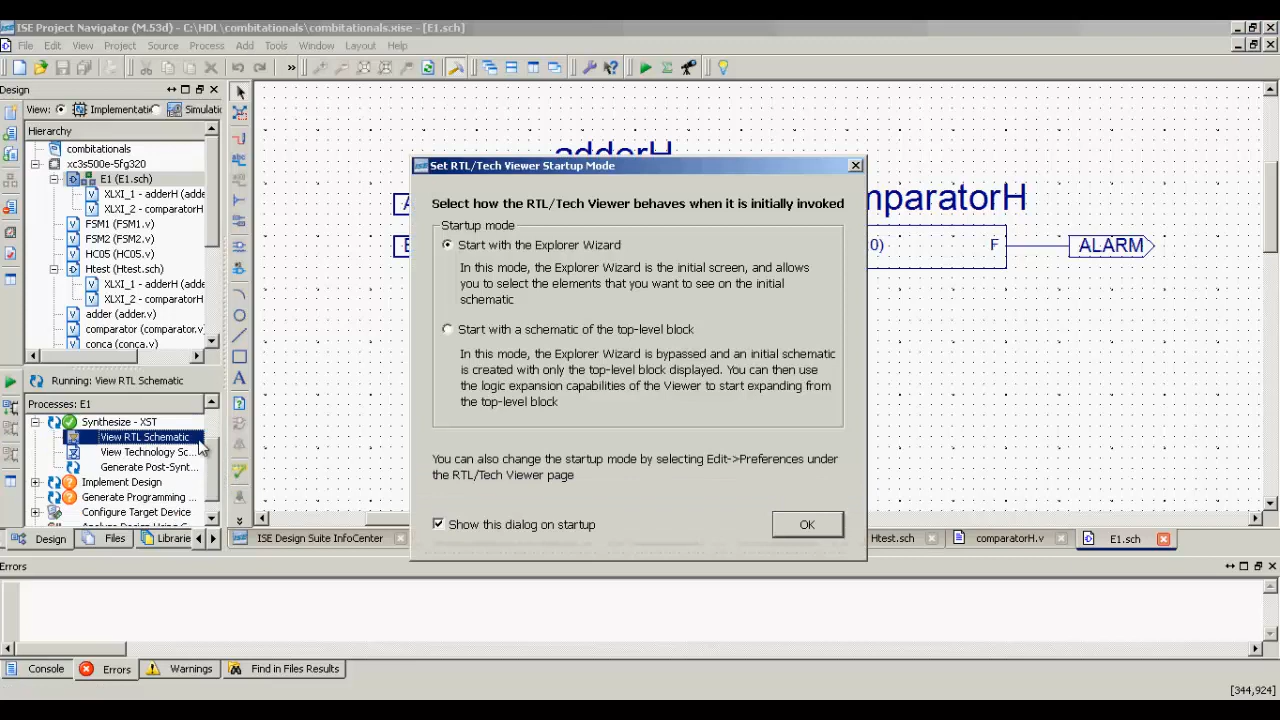 ISE Project Navigator (M.53d) - C:\HDL\combitationals\combitationals.xise - [E1.sch]
File Edit View Project Source Process Add Tools Window Layout Help
Design
View: Implementatic Simulatic
Hierarchy
combitationals
xc3s500e-5fg320
E1 (E1.sch)
XLXI_1 - adderH (adde
XLXI_2 - comparatorH
FSM1 (FSM1.v)
FSM2 (FSM2.v)
HC05 (HC05.v)
Htest (Htest.sch)
XLXI_1 - adderH (adde
XLXI_2 - comparatorH
adder (adder.v)
comparator (comparator.v)
conca (conca.v)
Running: View RTL Schematic
Processes: E1
Synthesize - XST
View RTL Schematic
View Technology Sc...
Generate Post-Synt...
Implement Design
Generate Programming ...
Configure Target Device
Design Files Librarie
adderH
mparatorH
0) F ALARM
Set RTL/Tech Viewer Startup Mode
Select how the RTL/Tech Viewer behaves when it is initially invoked
Startup mode
Start with the Explorer Wizard
In this mode, the Explorer Wizard is the initial screen, and allows
you to select the elements that you want to see on the initial
schematic
Start with a schematic of the top-level block
In this mode, the Explorer Wizard is bypassed and an initial schematic
is created with only the top-level block displayed. You can then use
the logic expansion capabilities of the Viewer to start expanding from
the top-level block
You can also change the startup mode by selecting Edit->Preferences under
the RTL/Tech Viewer page
Show this dialog on startup
OK
ISE Design Suite InfoCenter Htest.sch comparatorH.v E1.sch
Errors
Console Errors Warnings Find in Files Results
[344,924]